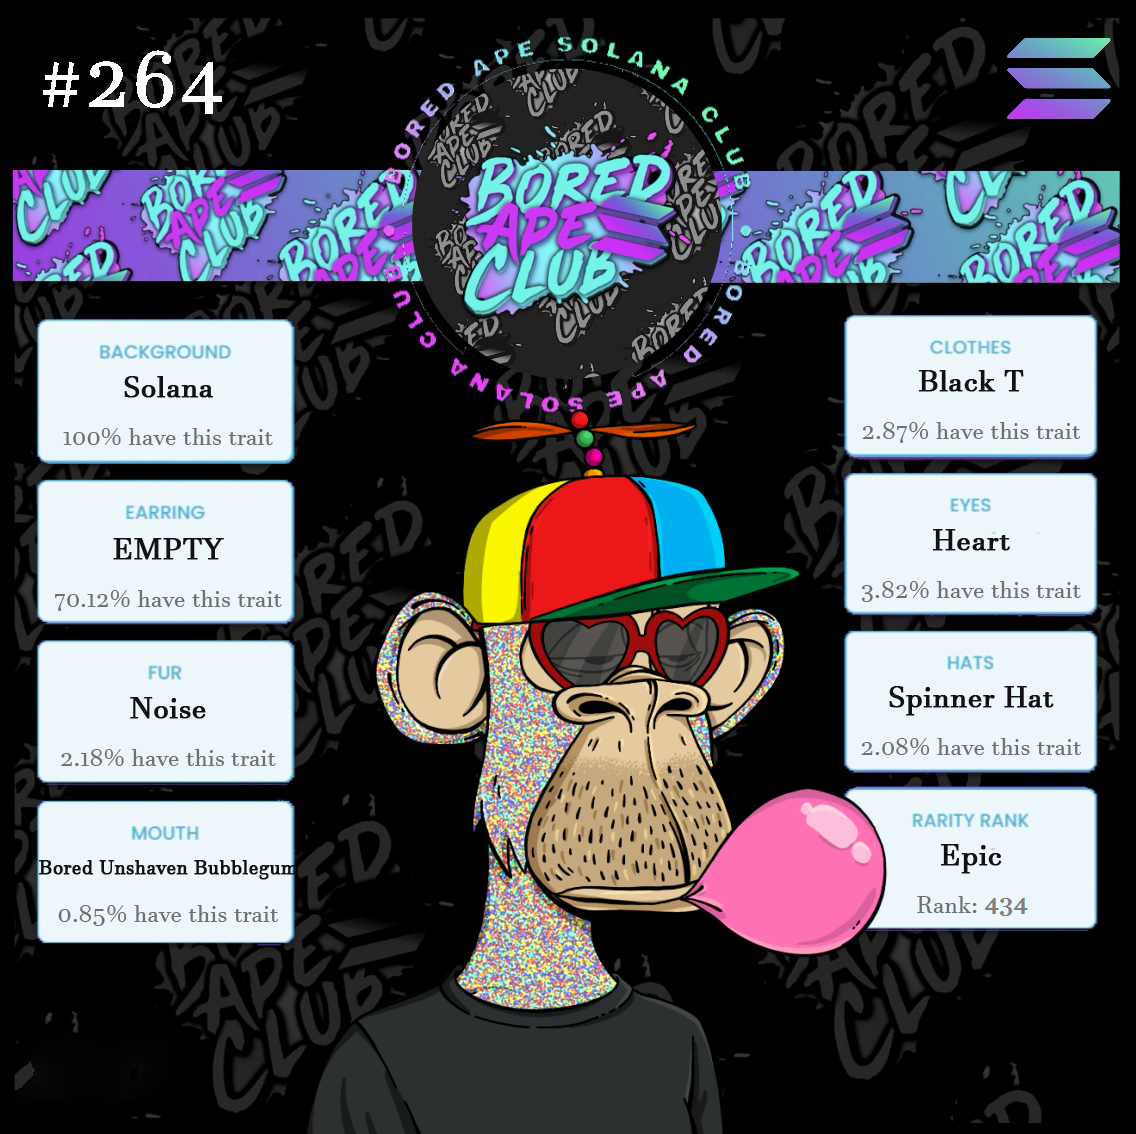 #264
BORED APE SOLANA CLUB
BORED APE SOLANA CLUB
BORED
APE
CLUB
BACKGROUND
Solana
100% have this trait
EARRING
EMPTY
70.12% have this trait
FUR
Noise
2.18% have this trait
MOUTH
Bored Unshaven Bubblegum
0.85% have this trait
CLOTHES
Black T
2.87% have this trait
EYES
Heart
3.82% have this trait
HATS
Spinner Hat
2.08% have this trait
RARITY RANK
Epic
Rank: 434